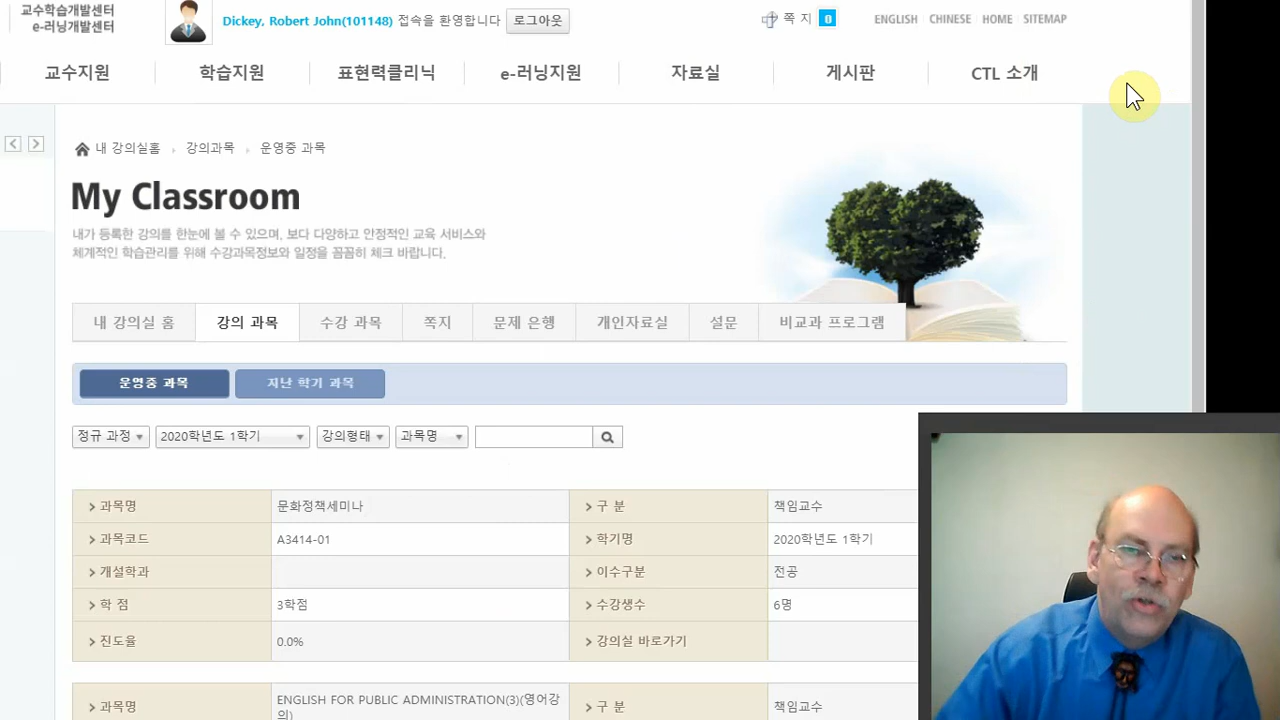 교수학습개발센터
e-러닝개발센터
Dickey, Robert John(101148) 접속을 환영합니다 로그아웃
쪽 지 0
ENGLISH CHINESE HOME SITEMAP
교수지원 학습지원 표현력클리닉 e-러닝지원 자료실 게시판 CTL 소개
내 강의실홈 강의과목 운영중 과목
My Classroom
내가 등록한 강의를 한눈에 볼 수 있으며, 보다 다양하고 안정적인 교육 서비스와
체계적인 학습관리를 위해 수강과목정보와 일정을 꼼꼼히 체크 바랍니다.
내 강의실 홈 강의 과목 수강 과목 쪽지 문제 은행 개인자료실 설문 비교과 프로그램
운영중 과목 지난 학기 과목
정규 과정 2020학년도 1학기 강의형태 과목명
과목명 문화정책세미나 구 분 책임교수
과목코드 A3414-01 학기명 2020학년도 1학기
개설학과 이수구분 전공
학 점 3학점 수강생수 6명
진도율 0.0% 강의실 바로가기
과목명 ENGLISH FOR PUBLIC ADMINISTRATION(3)(영어강
의) 구 분 책임교수